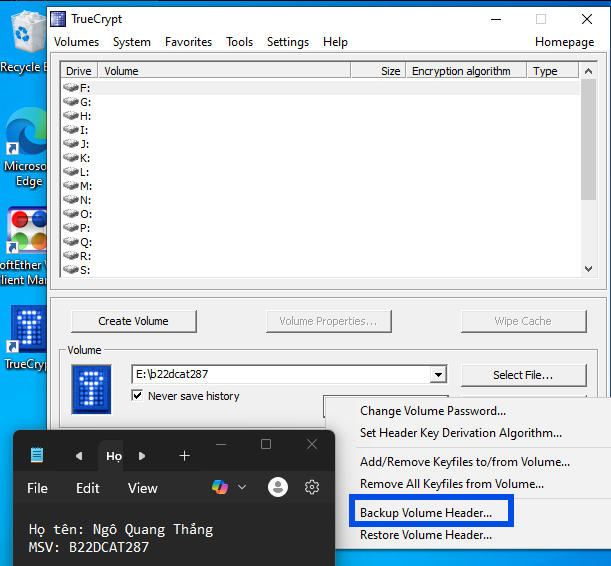 Recycle
Microso
Edge
oftEther
lient Ma
TrueCryp
TrueCrypt
Volumes System Favorites Tools Settings Help Homepage
Drive Volume Size Encryption algorithm Type
F:
G:
H:
I:
J:
K:
L:
M:
N:
O:
P:
Q:
R:
S:
Create Volume Volume Properties... Wipe Cache
Volume
E:\b22dcat287 Select File...
Never save history
Change Volume Password...
Set Header Key Derivation Algorithm...
Add/Remove Keyfiles to/from Volume...
Remove All Keyfiles from Volume...
Backup Volume Header...
Restore Volume Header...
Họ
File Edit View
Họ tên: Ngô Quang Thắng
MSV: B22DCAT287